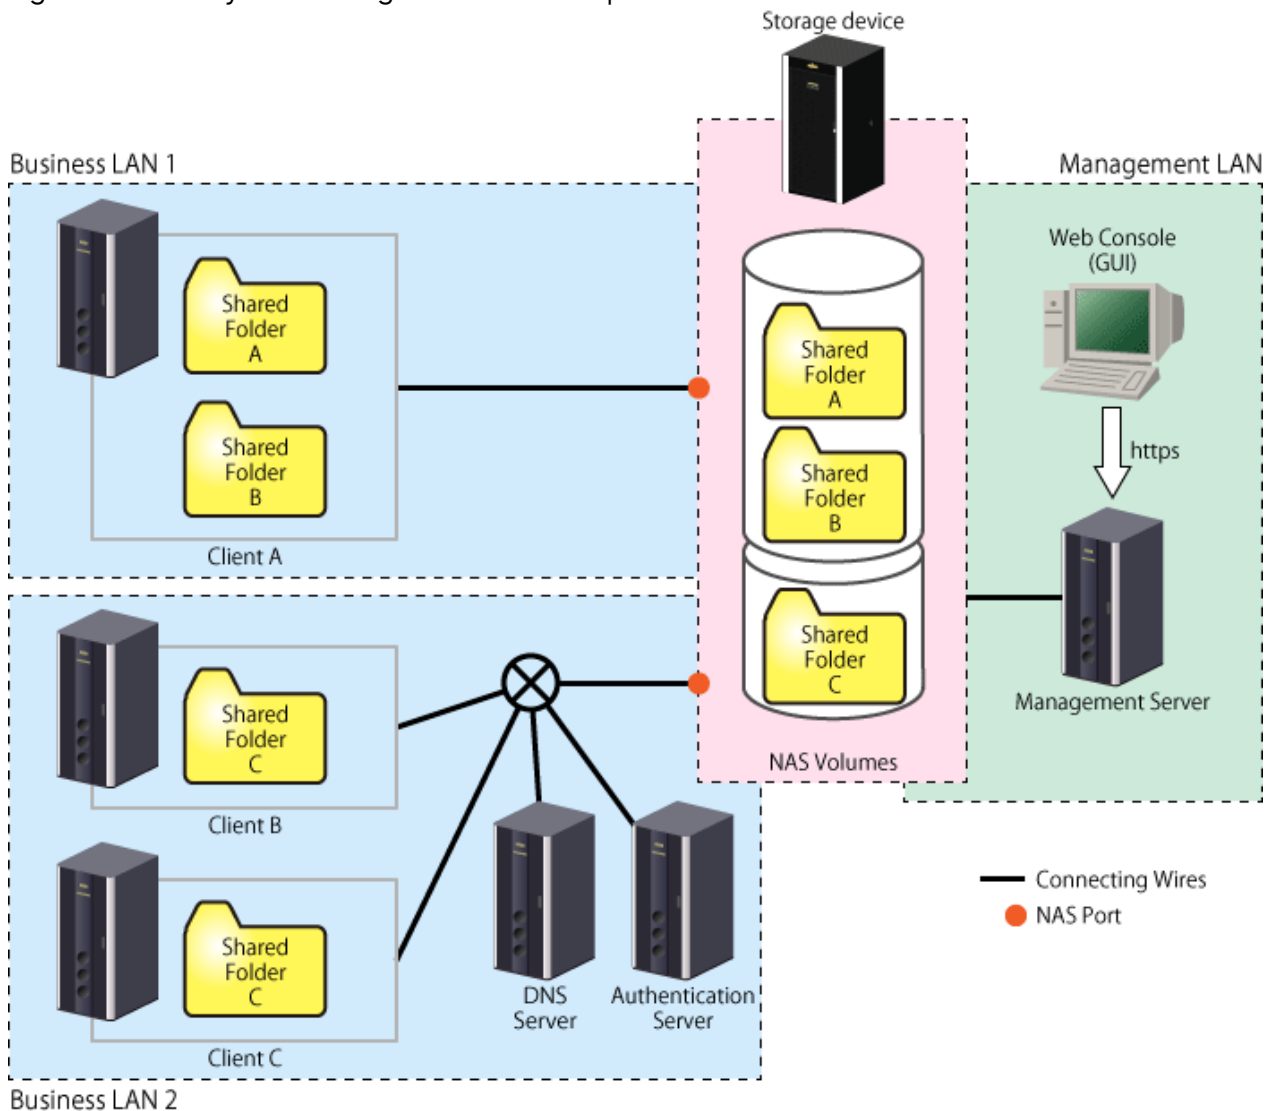 Storage device
Business LAN 1
Management LAN
Web Console
(GUI)
Shared
Folder
A
Shared
Folder
B
Client A
Shared
Folder
A
Shared
Folder
B
Shared
Folder
C
NAS Volumes
https
Management Server
Shared
Folder
C
Client B
Shared
Folder
C
Client C
DNS
Server
Authentication
Server
Connecting Wires
NAS Port
Business LAN 2